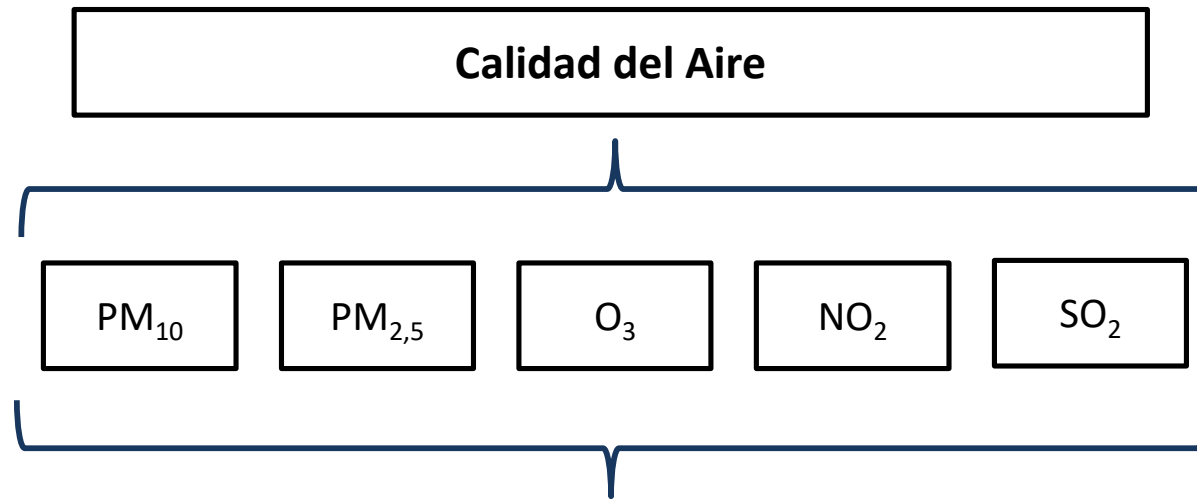 Calidad del Aire
PM₁₀ PM₂,₅ O₃ NO₂ SO₂